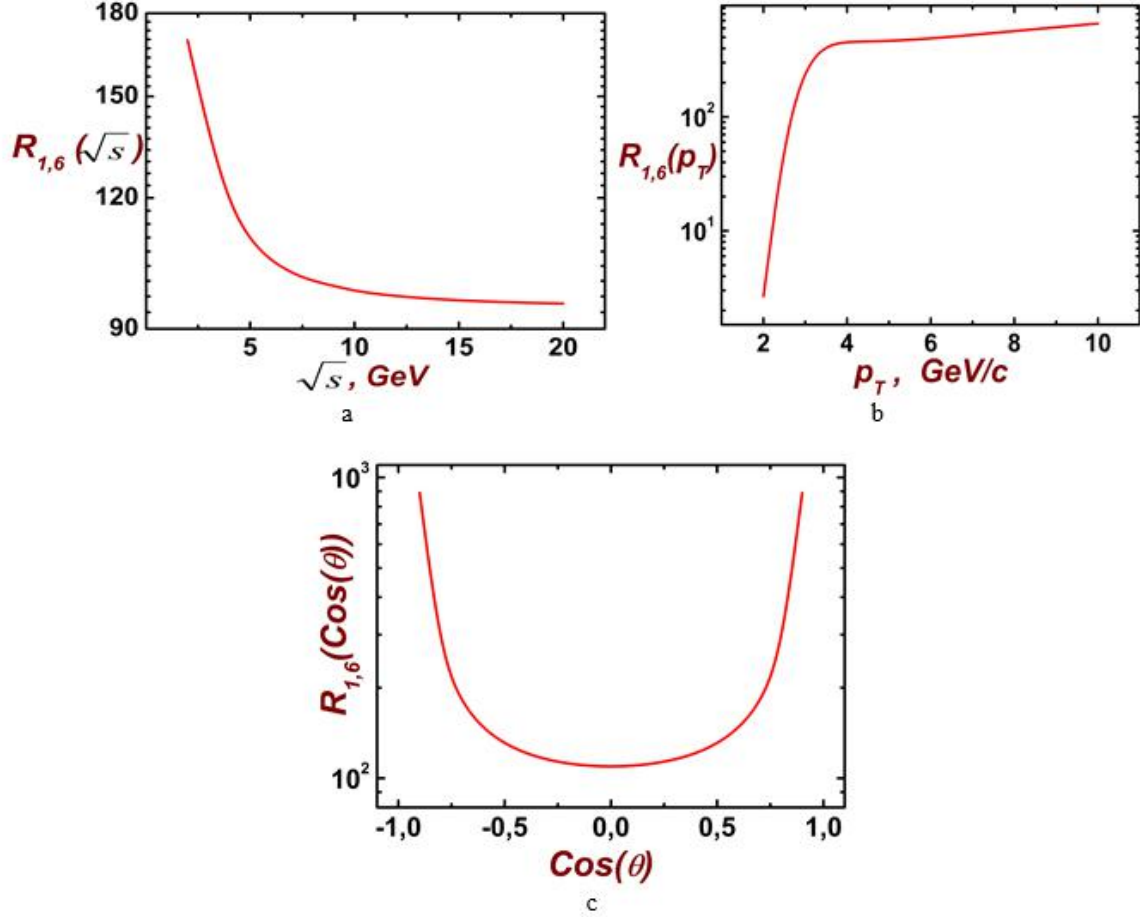 180
150
120
90
R1,6 (√s)
5 10 15 20
√s, GeV
a
10²
10¹
R1,6(pT)
2 4 6 8 10
pT , GeV/c
b
10³
10²
R1,6(Cos(θ))
-1,0 -0,5 0,0 0,5 1,0
Cos(θ)
c